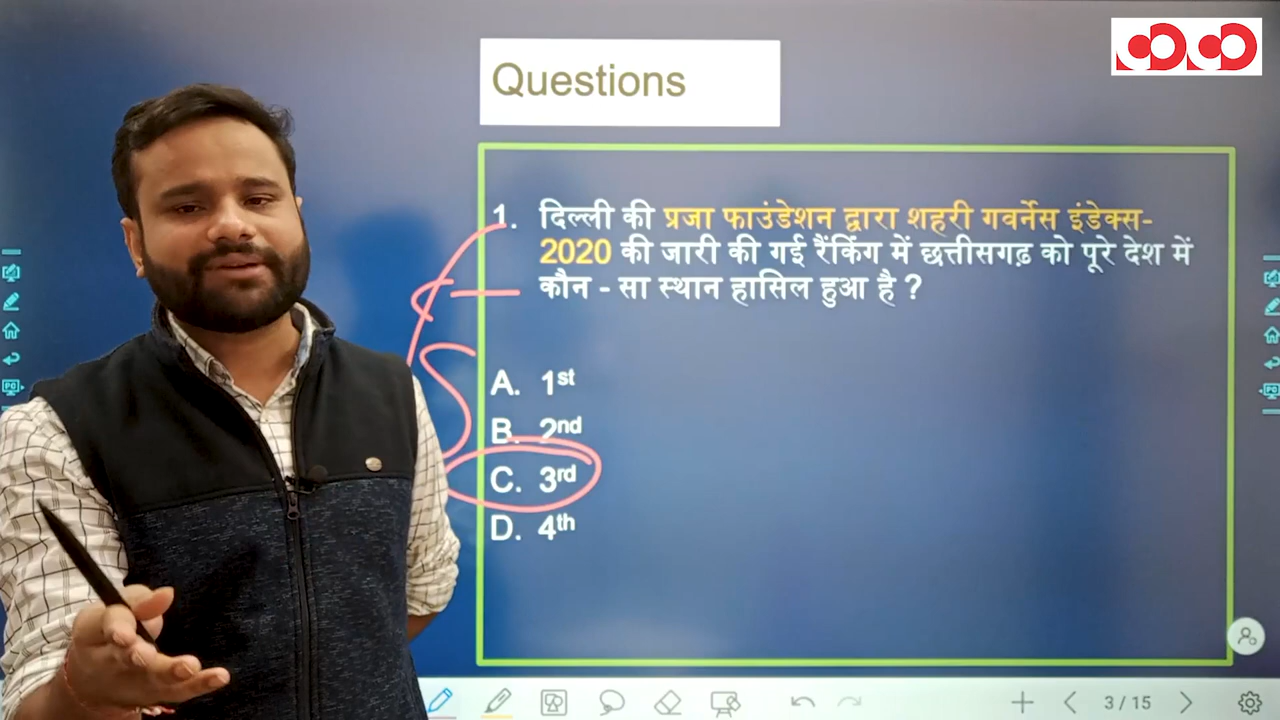 Questions
1. दिल्ली की प्रजा फाउंडेशन द्वारा शहरी गवर्नेस इंडेक्स-
2020 की जारी की गई रैंकिंग में छत्तीसगढ़ को पूरे देश में
कौन - सा स्थान हासिल हुआ है ?
A. 1st
B. 2nd
C. 3rd
D. 4th
3 / 15